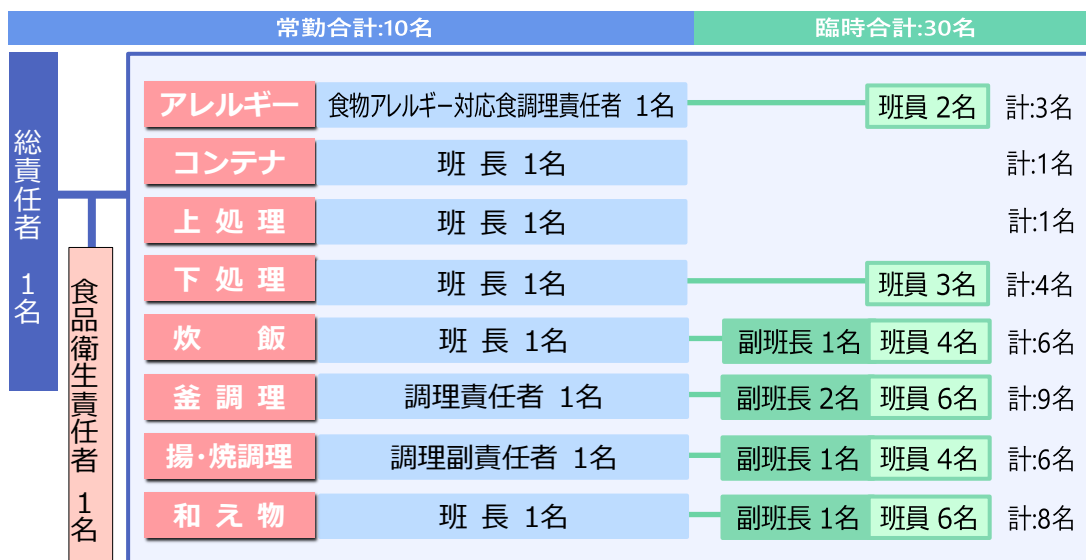 常勤合計:10名
臨時合計:30名
総責任者 1名
食品衛生責任者 1名
アレルギー 食物アレルギー対応食調理責任者 1名 班員 2名 計:3名
コンテナ 班 長 1名 計:1名
上 処 理 班 長 1名 計:1名
下 処 理 班 長 1名 班員 3名 計:4名
炊 飯 班 長 1名 副班長 1名 班員 4名 計:6名
釜 調 理 調理責任者 1名 副班長 2名 班員 6名 計:9名
揚・焼調理 調理副責任者 1名 副班長 1名 班員 4名 計:6名
和 え 物 班 長 1名 副班長 1名 班員 6名 計:8名